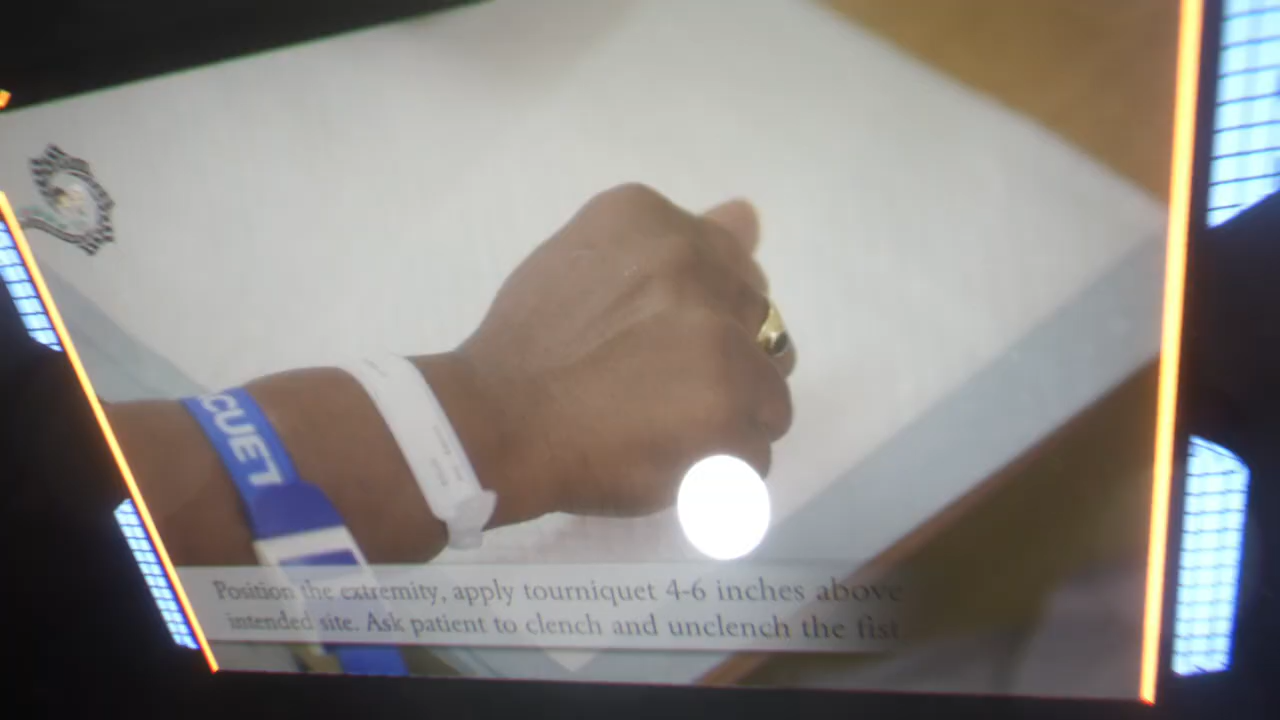 Position the extremity, apply tourniquet 4-6 inches above
intended site. Ask patient to clench and unclench the fist.